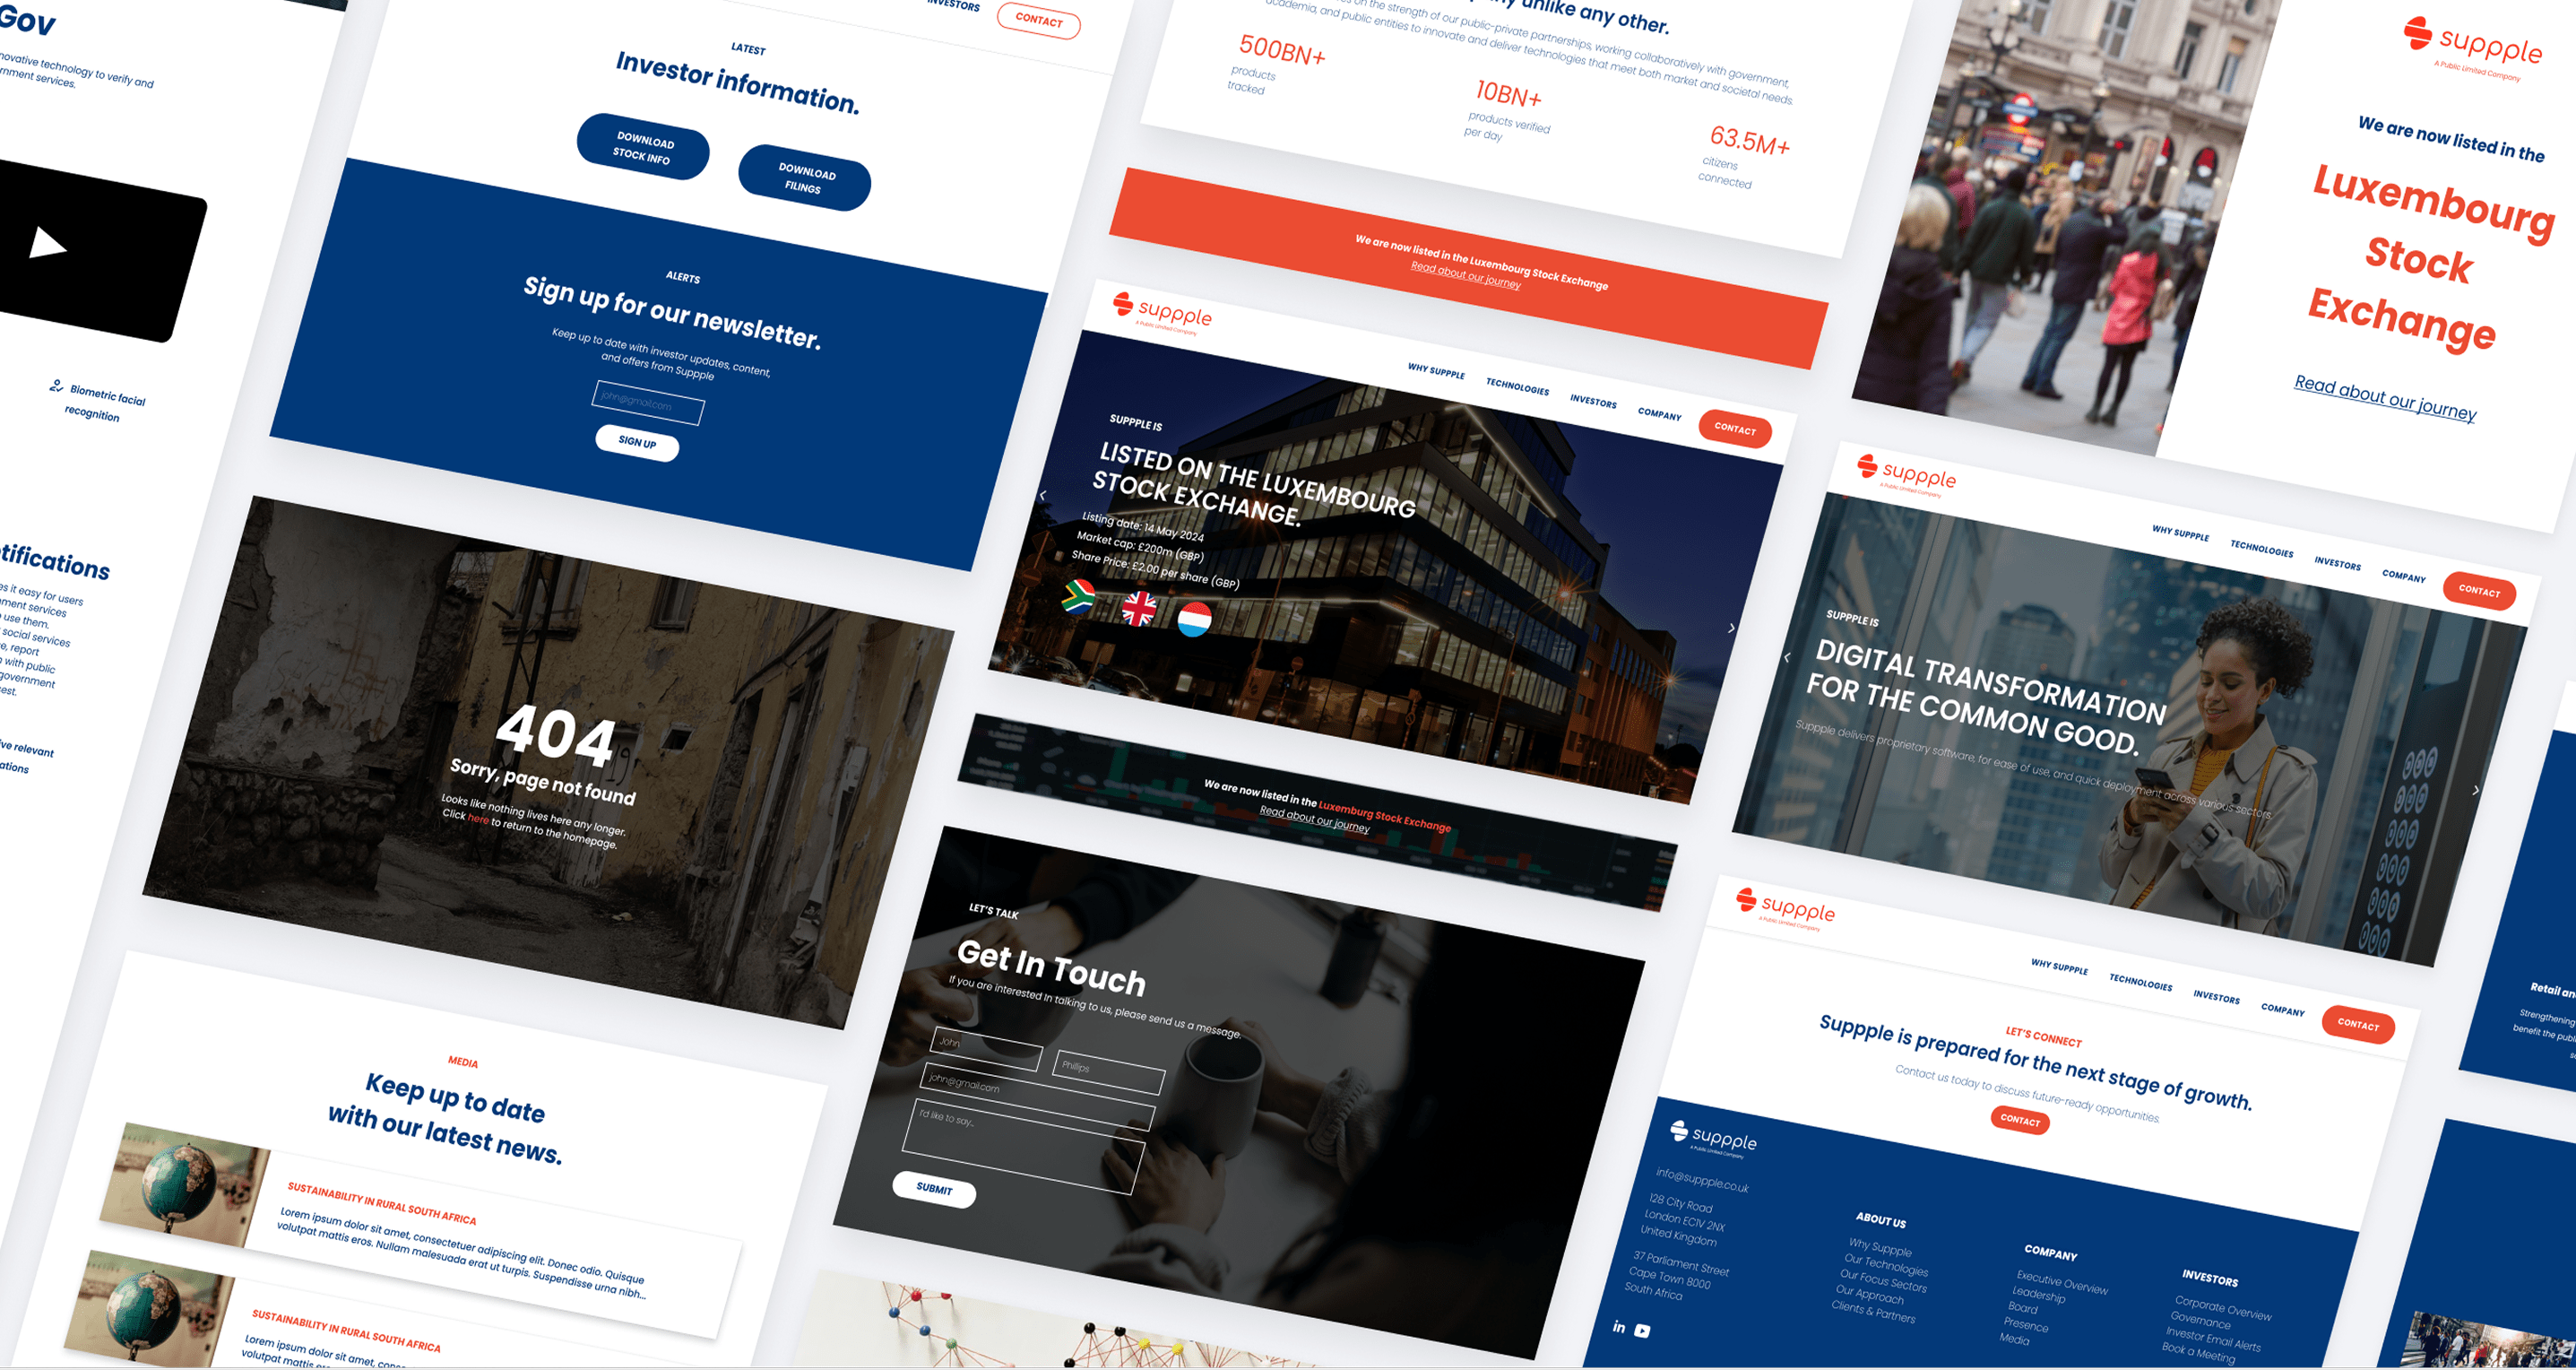 Gov
novative technology to verify and
rnment services.
Biometric facial
recognition
tifications
es it easy for users
ment services
use them.
social services
e, report
with public
government
est.
ve relevant
ations
INVESTORS
CONTACT
LATEST
Investor information.
DOWNLOAD
STOCK INFO
DOWNLOAD
FILINGS
ALERTS
Sign up for our newsletter.
Keep up to date with investor updates, content,
and offers from Suppple
john@gmail.com
SIGN UP
404
Sorry, page not found
Looks like nothing lives here any longer.
Click here to return to the homepage.
MEDIA
Keep up to date
with our latest news.
SUSTAINABILITY IN RURAL SOUTH AFRICA
Lorem ipsum dolor sit amet, consectetuer adipiscing elit. Donec odio. Quisque
volutpat mattis eros. Nullam malesuada erat ut turpis. Suspendisse urna nibh...
SUSTAINABILITY IN RURAL SOUTH AFRICA
Lorem ipsum dolor sit amet,
volutpat mattis
unlike any other.
on the strength of our public-private partnerships, working collaboratively with government,
academia, and public entities to innovate and deliver technologies that meet both market and societal needs.
500BN+
products
tracked
10BN+
products verified
per day
63.5M+
citizens
connected
We are now listed in the Luxembourg Stock Exchange
Read about our journey
suppple
A Public Limited Company
WHY SUPPPLE
TECHNOLOGIES
INVESTORS
COMPANY
CONTACT
SUPPPLE IS
LISTED ON THE LUXEMBOURG
STOCK EXCHANGE.
Listing date: 14 May 2024
Market cap: £200m (GBP)
Share Price: £2.00 per share (GBP)
We are now listed in the Luxemburg Stock Exchange
Read about our journey
LET'S TALK
Get In Touch
If you are interested In talking to us, please send us a message.
John
Phillips
john@gmail.com
I'd like to say...
SUBMIT
suppple
A Public Limited Company
We are now listed in the
Luxembourg
Stock
Exchange
Read about our journey
suppple
A Public Limited Company
WHY SUPPPLE
TECHNOLOGIES
INVESTORS
COMPANY
CONTACT
SUPPPLE IS
DIGITAL TRANSFORMATION
FOR THE COMMON GOOD.
Suppple delivers proprietary software, for ease of use, and quick deployment across various sectors.
suppple
A Public Limited Company
WHY SUPPPLE
TECHNOLOGIES
INVESTORS
COMPANY
CONTACT
LET'S CONNECT
Suppple is prepared for the next stage of growth.
Contact us today to discuss future-ready opportunities.
CONTACT
suppple
A Public Limited Company
info@suppple.co.uk
128 City Road
London EC1V 2NX
United Kingdom
37 Parliament Street
Cape Town 8000
South Africa
in
ABOUT US
Why Suppple
Our Technologies
Our Focus Sectors
Our Approach
Clients & Partners
COMPANY
Executive Overview
Leadership
Board
Presence
Media
INVESTORS
Corporate Overview
Governance
Investor Email Alerts
Book a Meeting
Retail an
Strengthening
benefit the publ